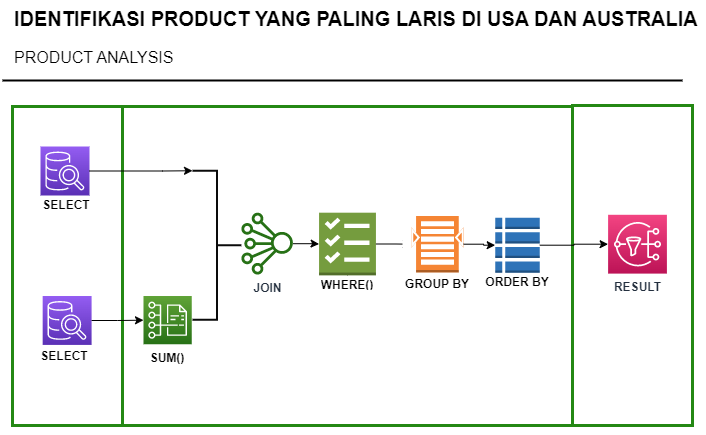 IDENTIFIKASI PRODUCT YANG PALING LARIS DI USA DAN AUSTRALIA
PRODUCT ANALYSIS
SELECT
JOIN
WHERE()
GROUP BY
ORDER BY
RESULT
SELECT
SUM()